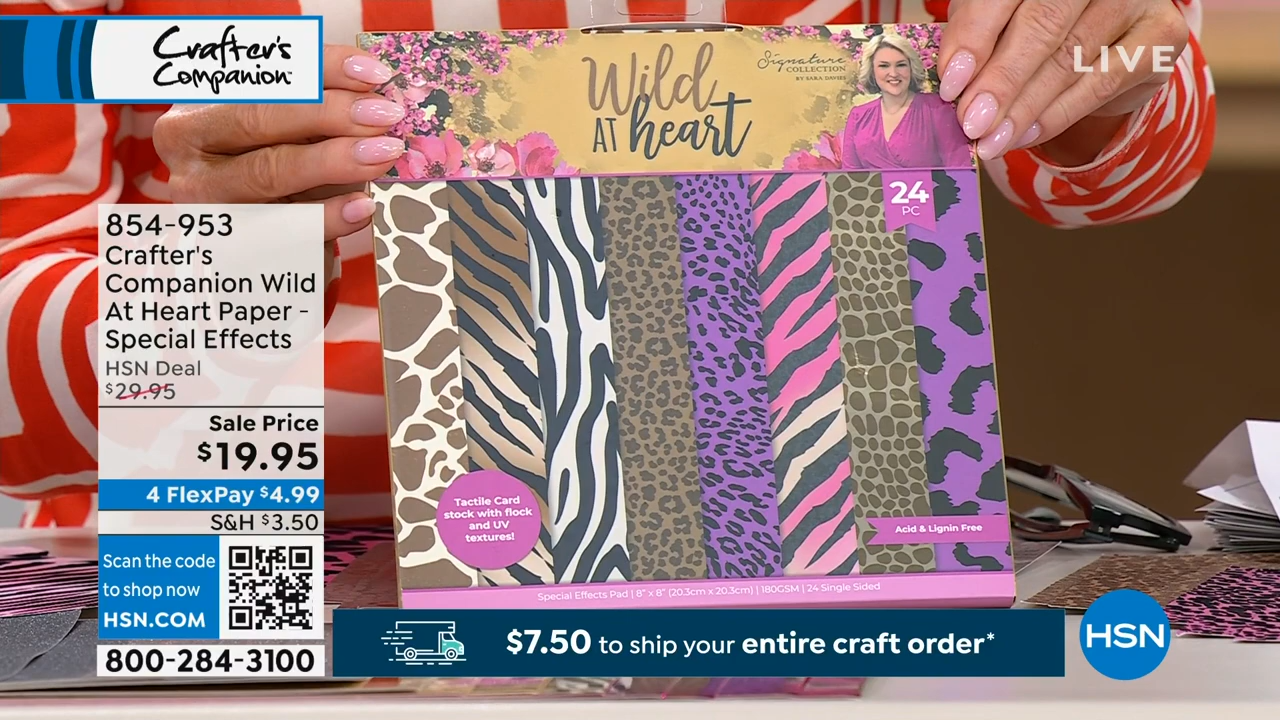 Crafter's
Companion
LIVE
Wild
AT heart
Signature
COLLECTION
BY SARA DAVIES
24
PC
854-953
Crafter's
Companion Wild
At Heart Paper -
Special Effects
HSN Deal
$29.95
Sale Price
$19.95
4 FlexPay $4.99
S&H $3.50
Scan the code
to shop now
HSN.COM
800-284-3100
Tactile Card
stock with flock
and UV
textures!
Acid & Lignin Free
Special Effects Pad | 8" x 8" (20.3cm x 20.3cm) | 180GSM | 24 Single Sided
$7.50 to ship your entire craft order*
HSN